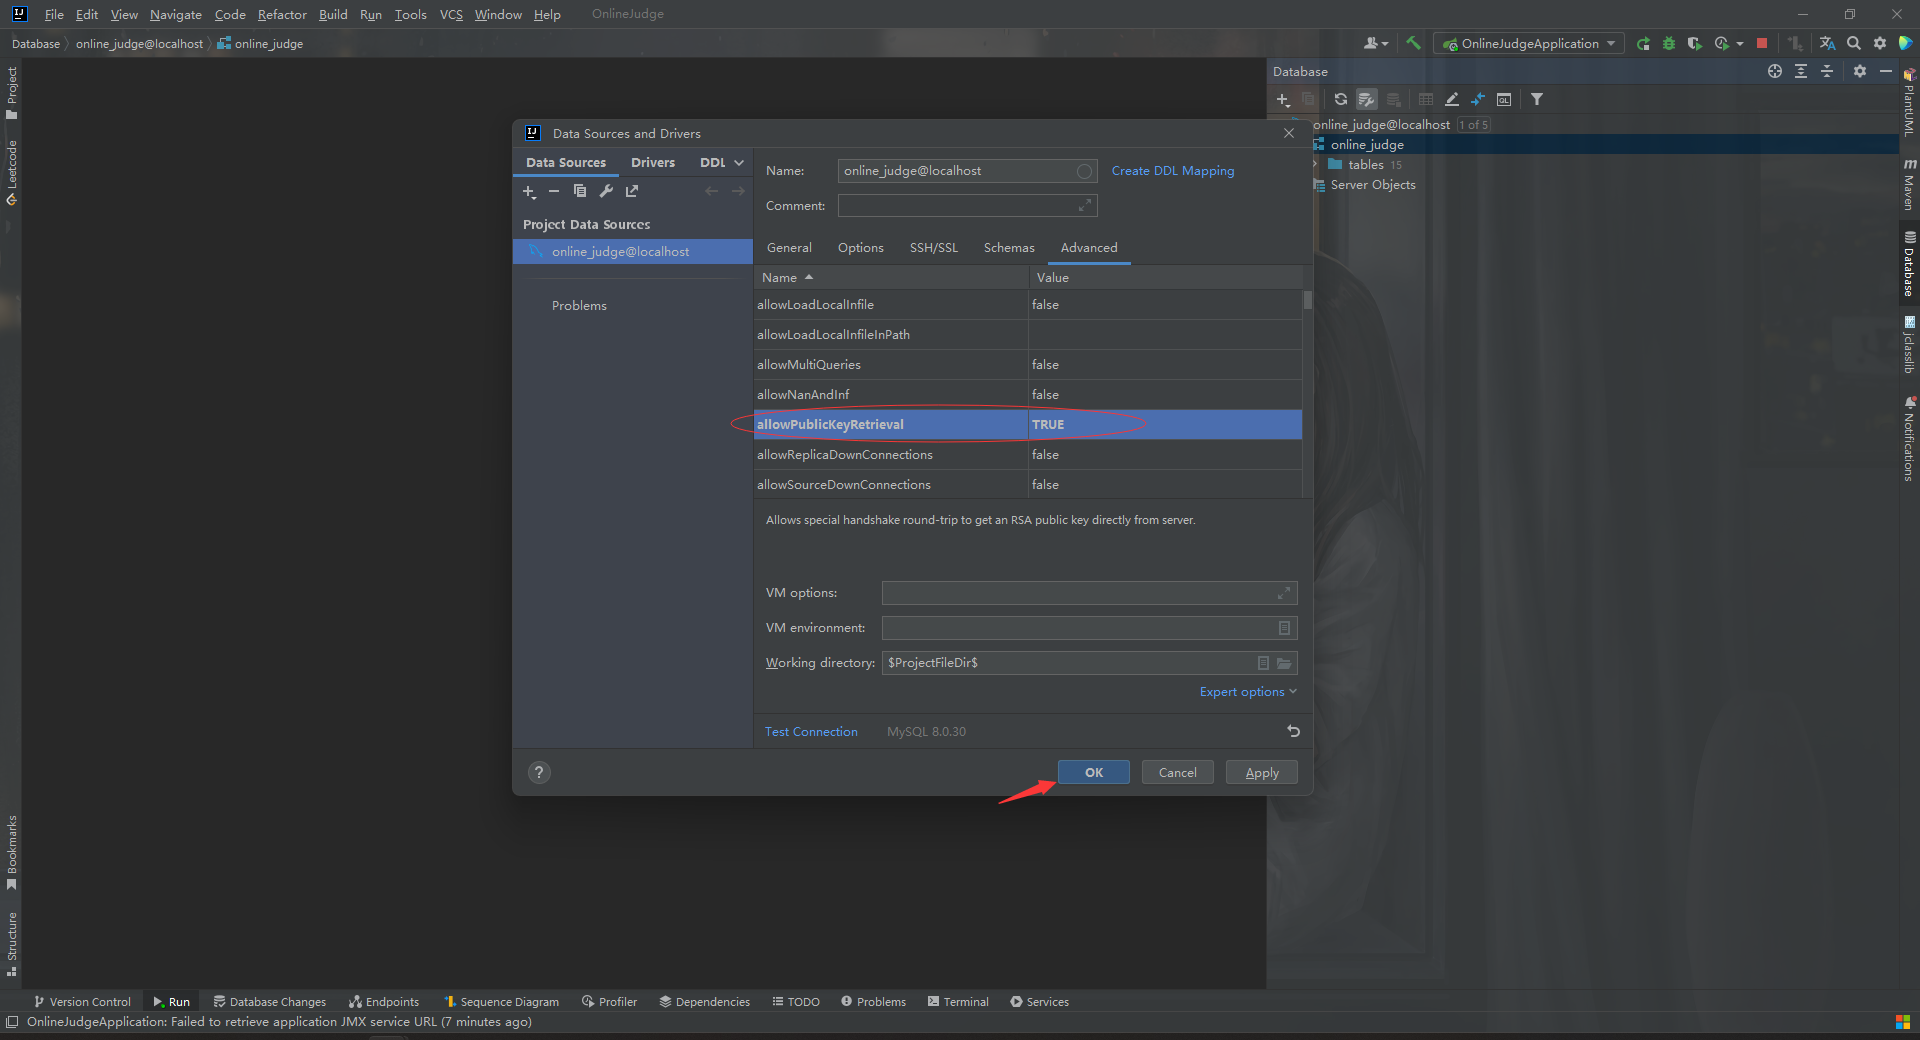 File Edit View Navigate Code Refactor Build Run Tools VCS Window Help OnlineJudge
Database online_judge@localhost online_judge
OnlineJudgeApplication
Project
Leetcode
Bookmarks
Structure
Data Sources and Drivers
Data Sources Drivers DDL
Project Data Sources
online_judge@localhost
Problems
Name: online_judge@localhost Create DDL Mapping
Comment:
General Options SSH/SSL Schemas Advanced
Name Value
allowLoadLocalInfile false
allowLoadLocalInfileInPath
allowMultiQueries false
allowNanAndInf false
allowPublicKeyRetrieval TRUE
allowReplicaDownConnections false
allowSourceDownConnections false
Allows special handshake round-trip to get an RSA public key directly from server.
VM options:
VM environment:
Working directory: $ProjectFileDir$
Expert options
Test Connection MySQL 8.0.30
? OK Cancel Apply
Database
QL
online_judge@localhost 1 of 5
online_judge
tables 15
Server Objects
PlantUML
m Maven
Database
jclasslib
Notifications
Version Control Run Database Changes Endpoints Sequence Diagram Profiler Dependencies TODO Problems Terminal Services
OnlineJudgeApplication: Failed to retrieve application JMX service URL (7 minutes ago)